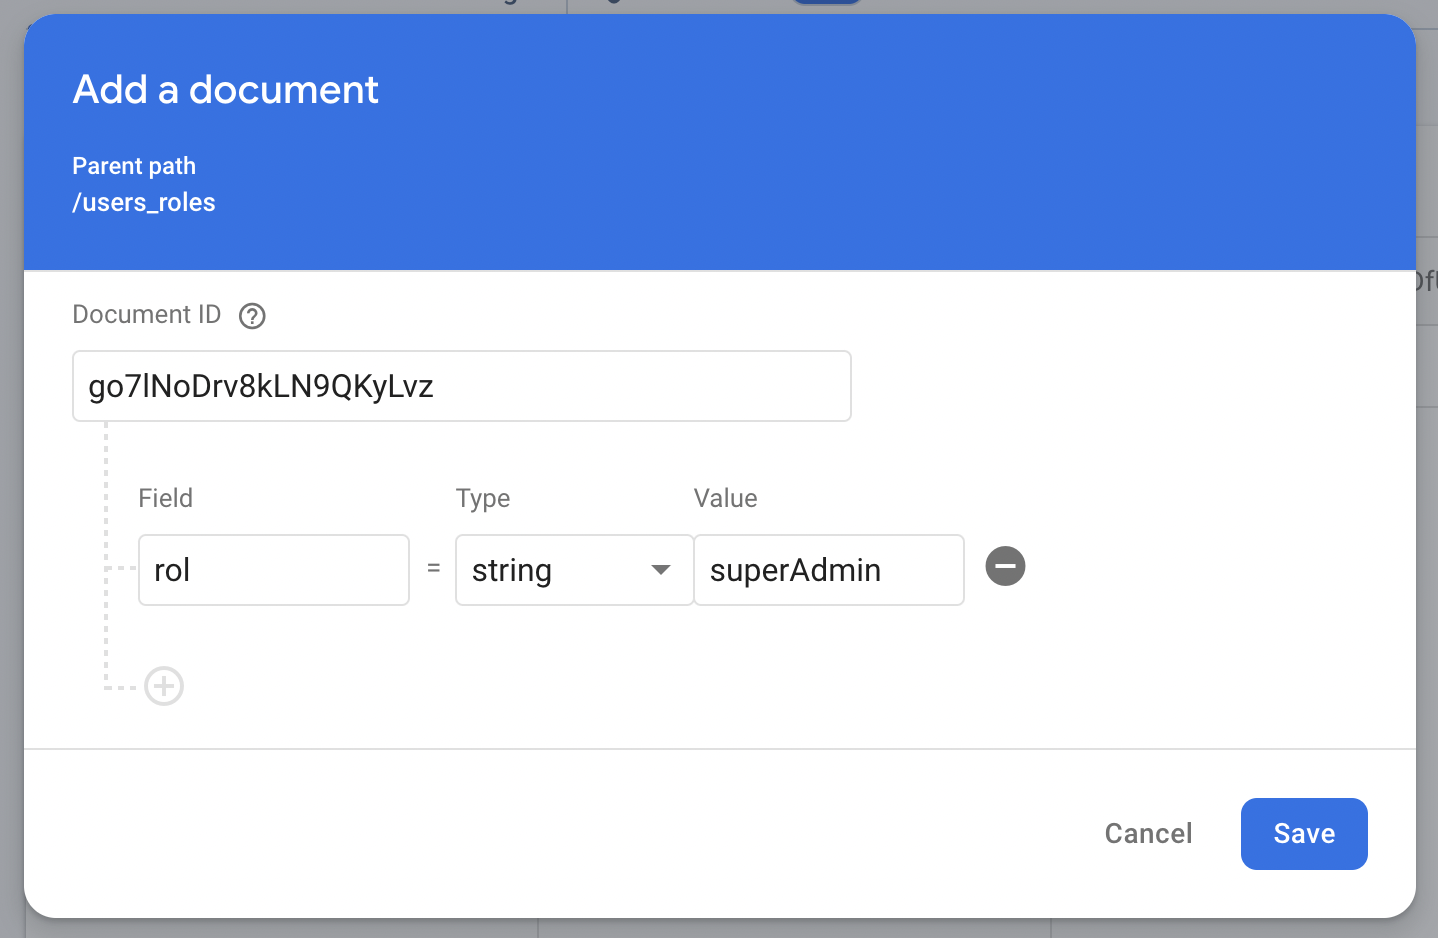 Add a document
Parent path
/users_roles
Document ID
go7lNoDrv8kLN9QKyLvz
Field Type Value
rol = string superAdmin
Cancel Save